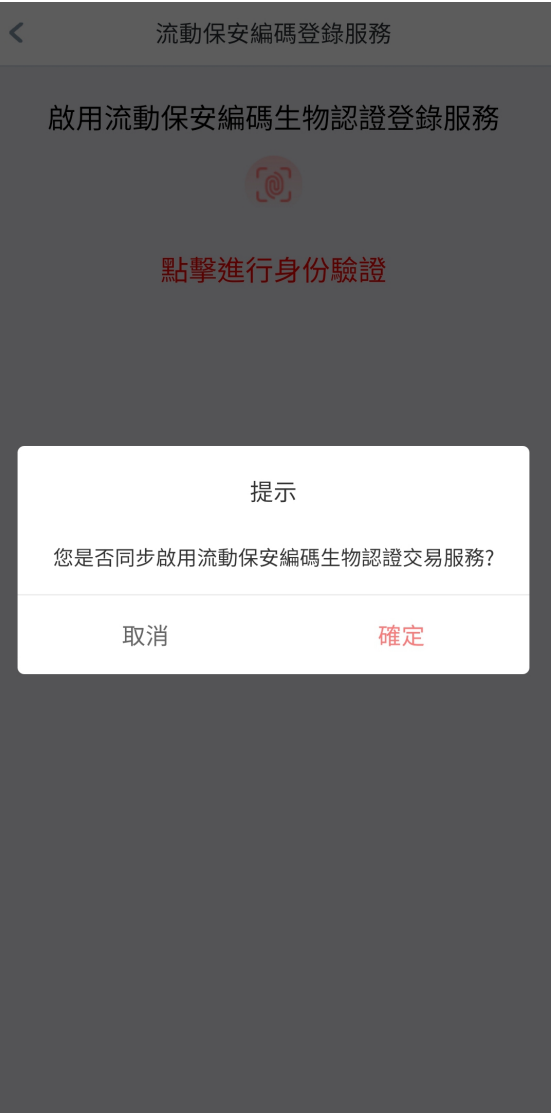 流動保安編碼登錄服務
啟用流動保安編碼生物認證登錄服務
點擊進行身份驗證
提示
您是否同步啟用流動保安編碼生物認證交易服務?
取消
確定